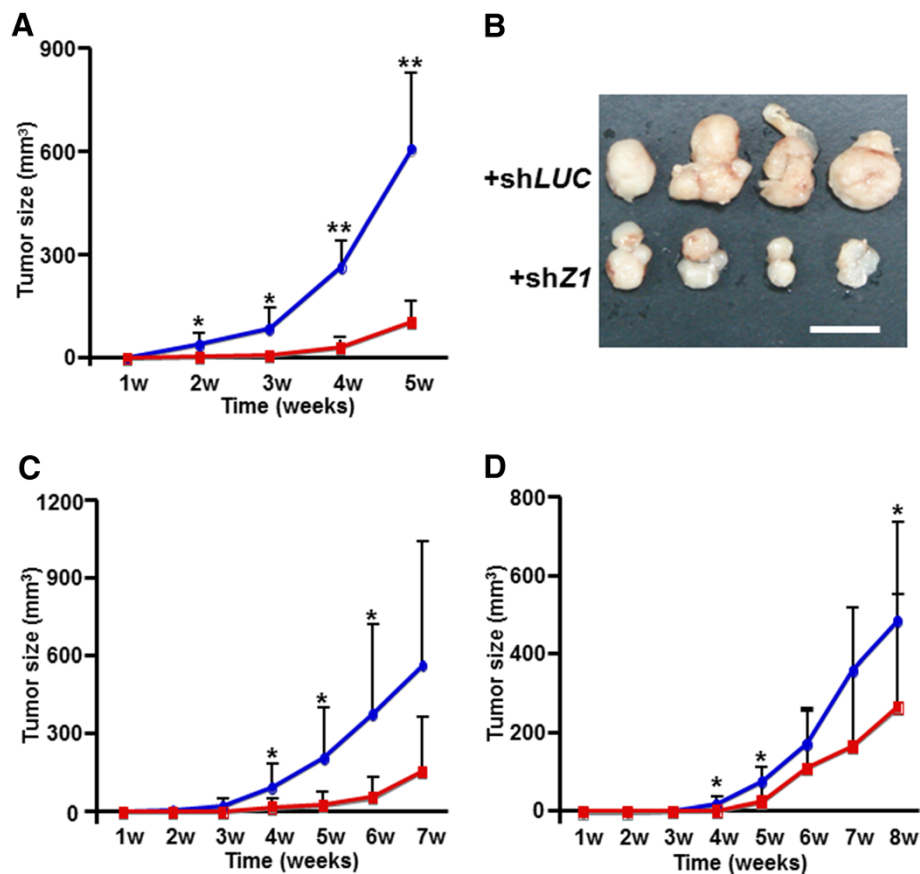 A
900
600
300
0
Tumor size (mm³)
*
*
**
**
1w 2w 3w 4w 5w
Time (weeks)
B
+shLUC
+shZ1
C
1200
900
600
300
0
Tumor size (mm³)
*
*
*
1w 2w 3w 4w 5w 6w 7w
Time (weeks)
D
800
600
400
200
0
Tumor size (mm³)
*
*
*
1w 2w 3w 4w 5w 6w 7w 8w
Time (weeks)